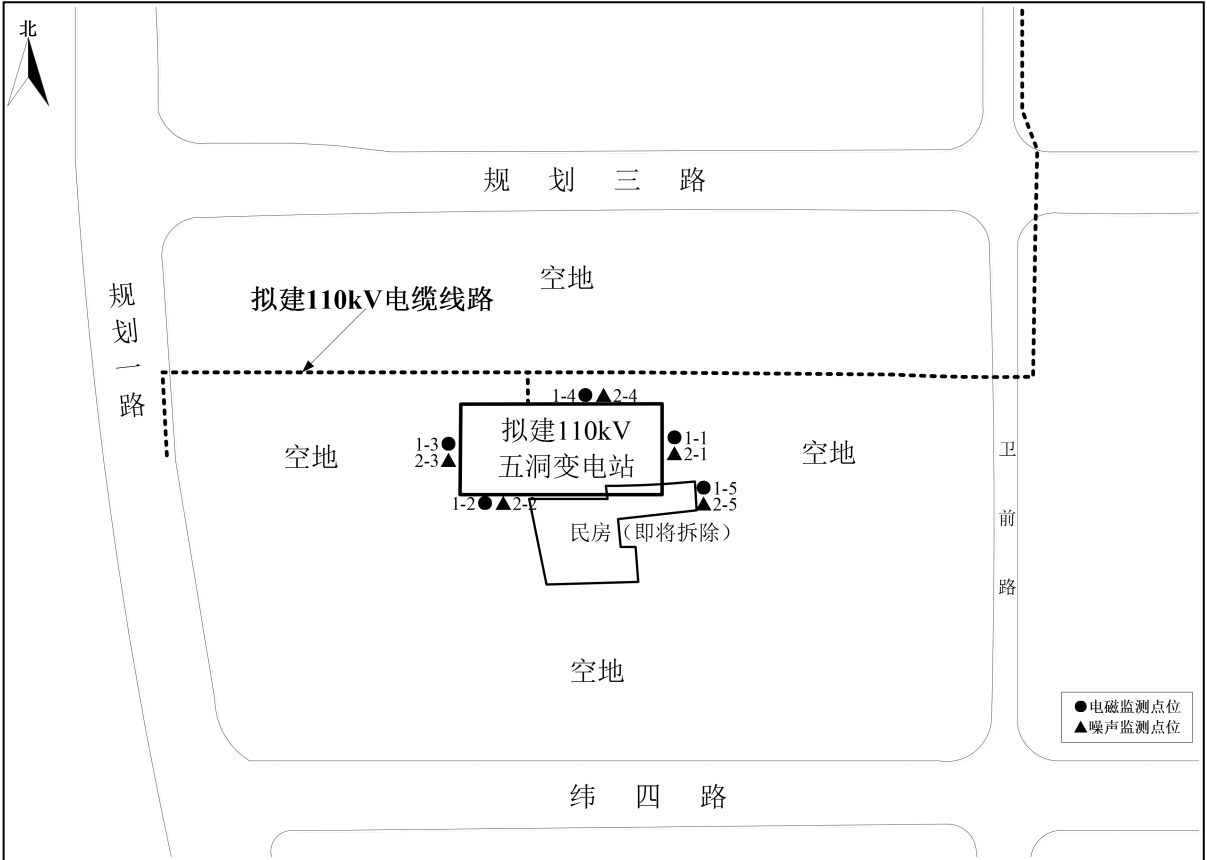 北
规 划 三 路
空地
规
划
一
路
拟建110kV电缆线路
1-4 2-4
拟建110kV
五洞变电站
1-3
2-3
1-1
2-1
空地
空地
卫
前
路
1-5
2-5
1-2 2-2
民房（即将拆除）
空地
电磁监测点位
噪声监测点位
纬 四 路